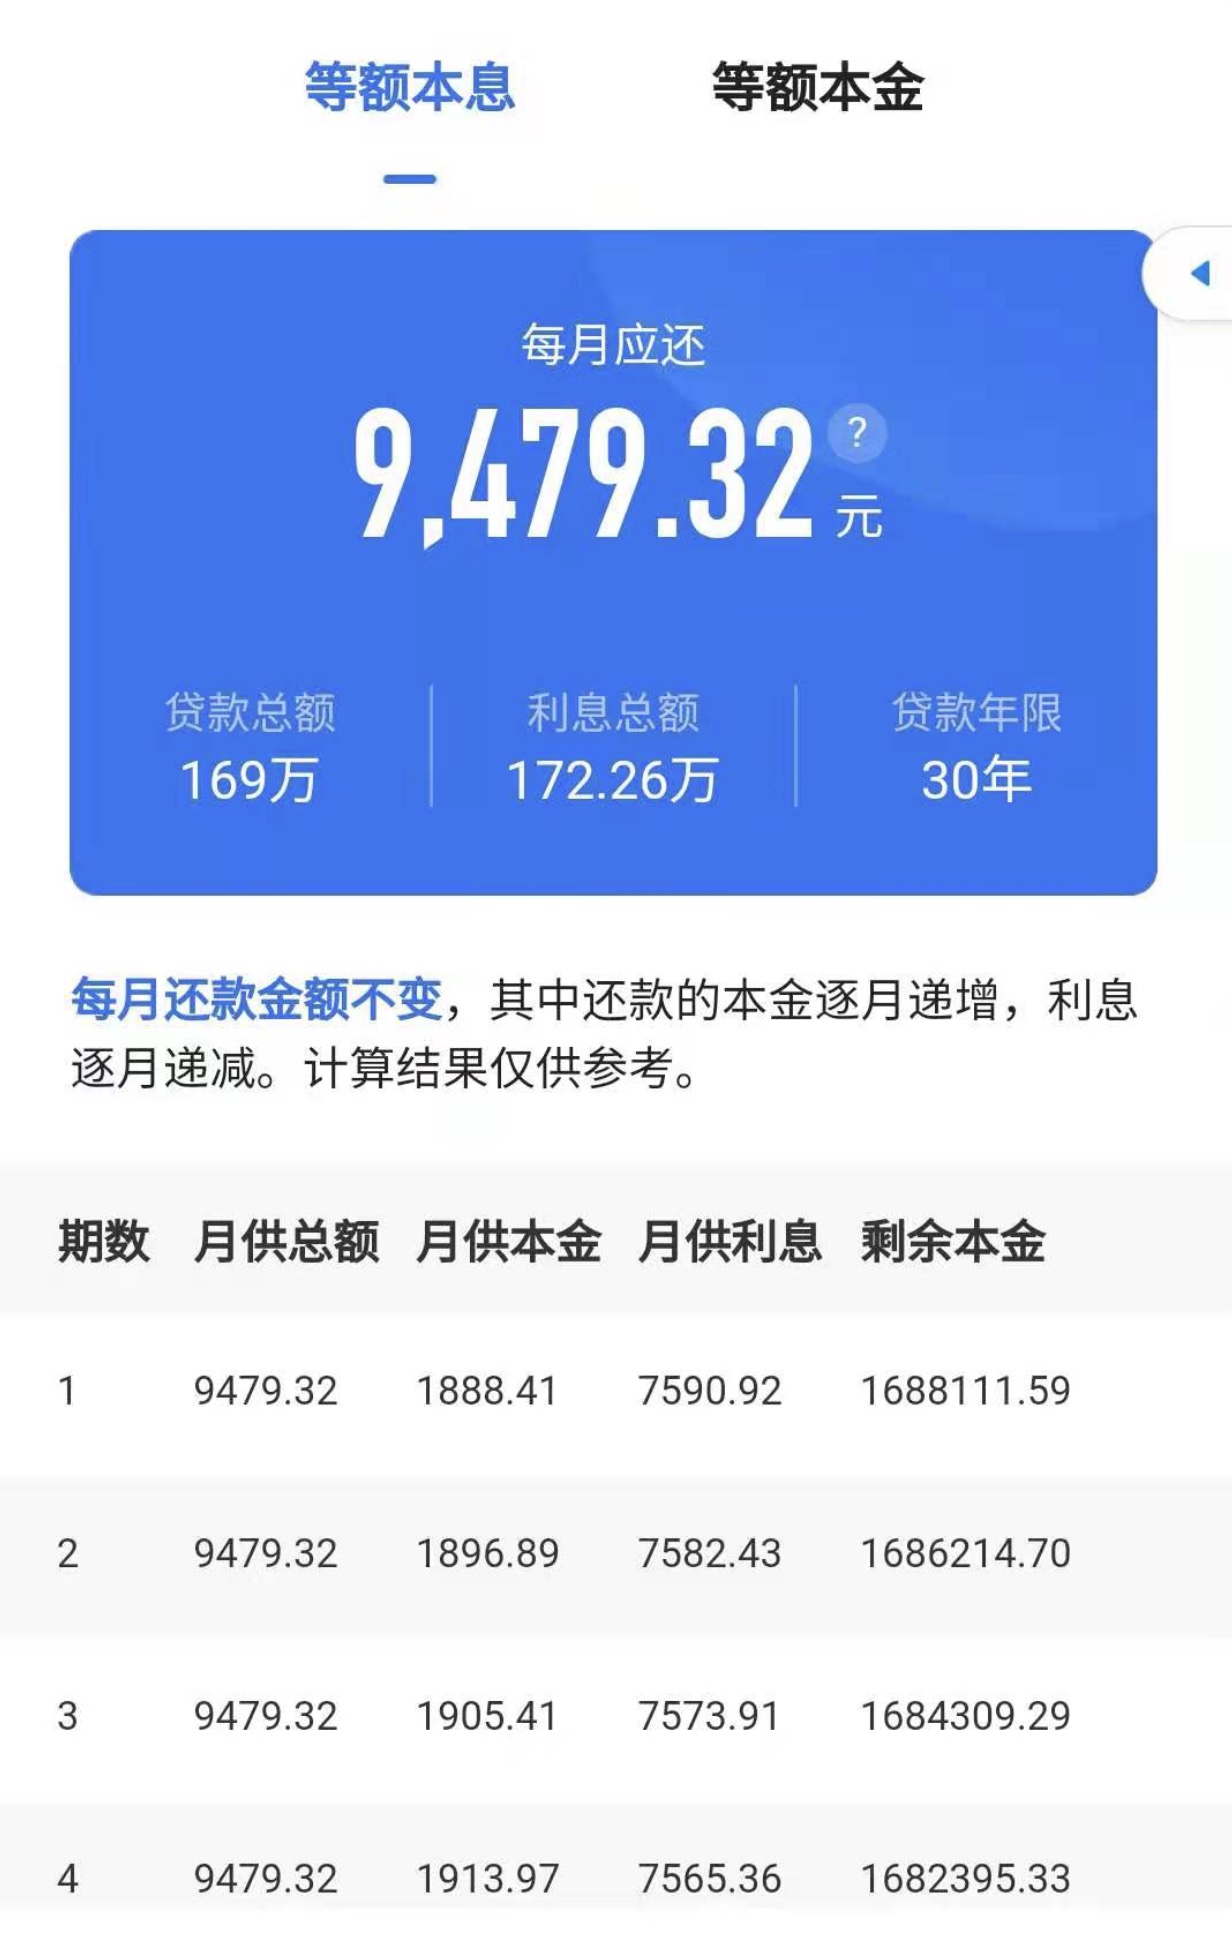 等额本息 等额本金
每月应还
9,479.32 ?
元
贷款总额 利息总额 贷款年限
169万 172.26万 30年
每月还款金额不变，其中还款的本金逐月递增，利息
逐月递减。计算结果仅供参考。
期数 月供总额 月供本金 月供利息 剩余本金
1 9479.32 1888.41 7590.92 1688111.59
2 9479.32 1896.89 7582.43 1686214.70
3 9479.32 1905.41 7573.91 1684309.29
4 9479.32 1913.97 7565.36 1682395.33